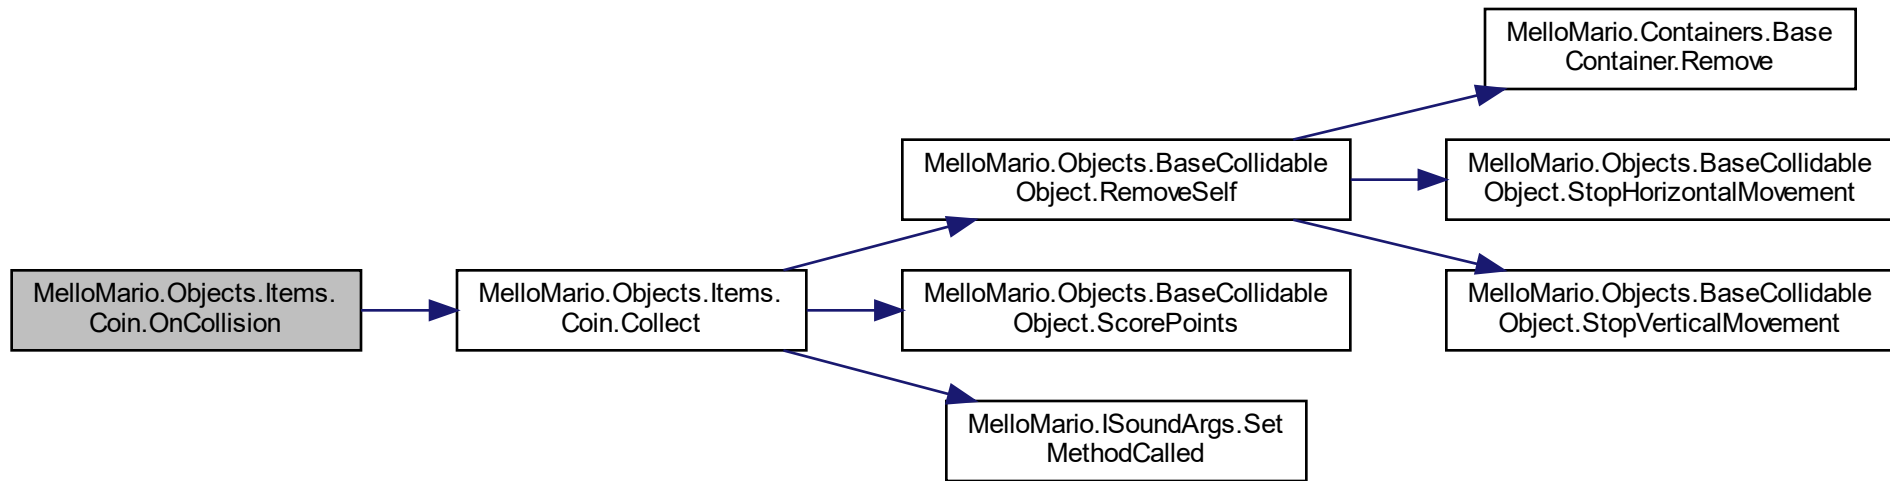 MelloMario.Objects.Items.
Coin.OnCollision
MelloMario.Objects.Items.
Coin.Collect
MelloMario.Objects.BaseCollidable
Object.RemoveSelf
MelloMario.Containers.Base
Container.Remove
MelloMario.Objects.BaseCollidable
Object.StopHorizontalMovement
MelloMario.Objects.BaseCollidable
Object.StopVerticalMovement
MelloMario.Objects.BaseCollidable
Object.ScorePoints
MelloMario.ISoundArgs.Set
MethodCalled